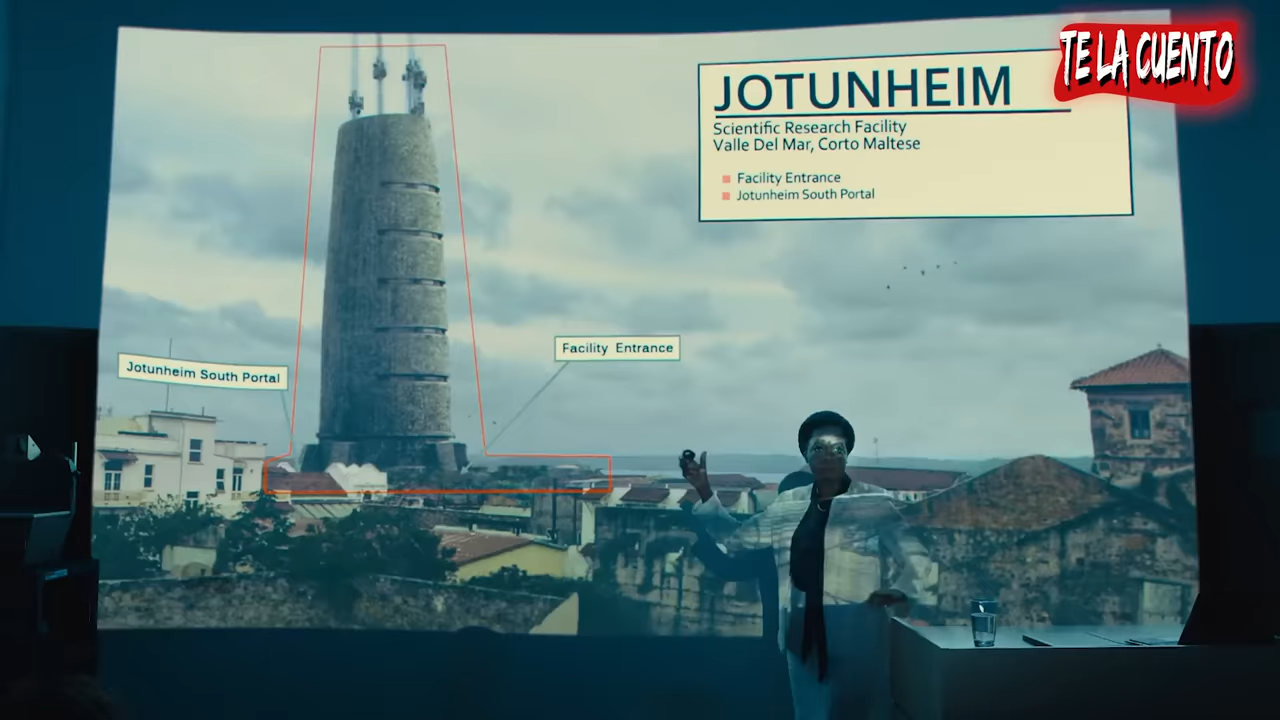 TE LA CUENTO
JOTUNHEIM
Scientific Research Facility
Valle Del Mar, Corto Maltese
Facility Entrance
Jotunheim South Portal
Facility Entrance
Jotunheim South Portal